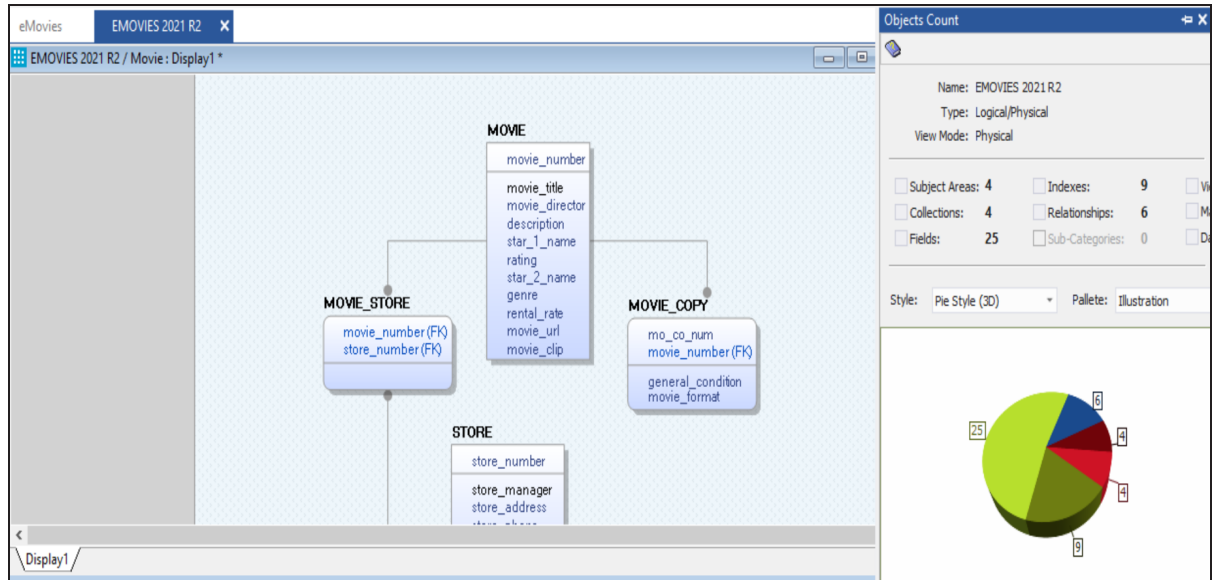 eMovies
EMOVIES 2021 R2
EMOVIES 2021 R2 / Movie : Display1 *
MOVIE
movie_number
movie_title
movie_director
description
star_1_name
rating
star_2_name
genre
rental_rate
movie_url
movie_clip
MOVIE_STORE
movie_number (FK)
store_number (FK)
MOVIE_COPY
mo_co_num
movie_number (FK)
general_condition
movie_format
STORE
store_number
store_manager
store_address
Display1
Objects Count
Name: EMOVIES 2021 R2
Type: Logical/Physical
View Mode: Physical
Subject Areas: 4 Indexes: 9 Vi
Collections: 4 Relationships: 6 M
Fields: 25 Sub-Categories: 0 Da
Style: Pie Style (3D) Pallete: Illustration
25
6
4
4
9